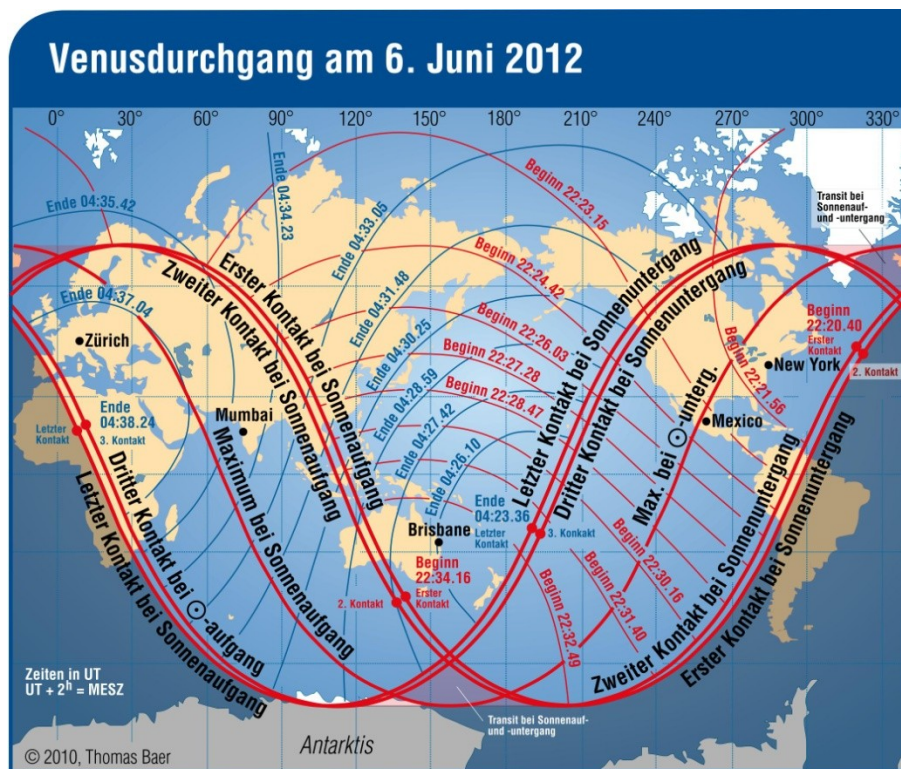 Venusdurchgang am 6. Juni 2012
0° 30° 60° 90° 120° 150° 180° 210° 240° 270° 300° 330°
Ende 04:35.42
Ende 04:34.23
Ende 04:33.05
Beginn 22:23.15
Transit bei
Sonnenauf-
und -untergang
Ende 04:37.04
Zweiter Kontakt bei Sonnenaufgang
Erster Kontakt bei Sonnenaufgang
Ende 04:31.48
Beginn 22:24.42
Letzter Kontakt bei Sonnenuntergang
Dritter Kontakt bei Sonnenuntergang
Beginn
22:20.40
Erster
Kontakt
2. Kontakt
Zürich
Ende 04:30.25
Beginn 22:26.03
Beginn 22:27.28
Beginn 22:28.47
Beginn 22:21.56
New York
Ende 04:28.59
Ende 04:27.42
Ende 04:26.10
Mumbai
Mexico
Ende
04:38.24
3. Kontakt
Letzter
Kontakt
Maximum bei Sonnenaufgang
Max. bei ☉-unterg.
Dritter Kontakt bei ☉-aufgang
Letzter Kontakt bei Sonnenaufgang
Brisbane
Ende
04:23.36
Letzter
Kontakt
3. Konkakt
Beginn
22:34.16
Erster
Kontakt
2. Kontakt
Beginn 22:30.16
Beginn 22:31.40
Beginn 22:32.49
Zweiter Kontakt bei Sonnenuntergang
Erster Kontakt bei Sonnenuntergang
Zeiten in UT
UT + 2h = MESZ
Transit bei Sonnenauf-
und -untergang
Antarktis
© 2010, Thomas Baer